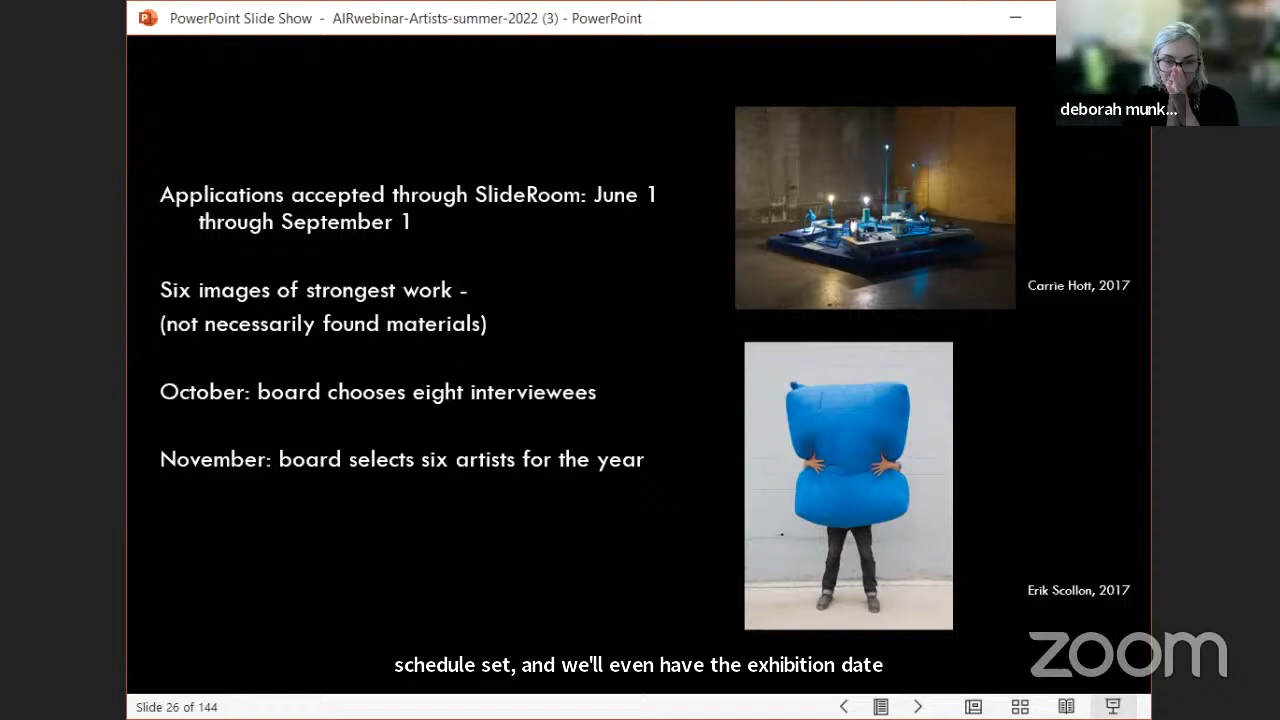 PowerPoint Slide Show - AIRwebinar-Artists-summer-2022 (3) - PowerPoint
deborah munk...
Applications accepted through SlideRoom: June 1
through September 1
Six images of strongest work -
(not necessarily found materials)
October: board chooses eight interviewees
November: board selects six artists for the year
Carrie Hott, 2017
Erik Scollon, 2017
zoom
schedule set, and we'll even have the exhibition date
Slide 26 of 144